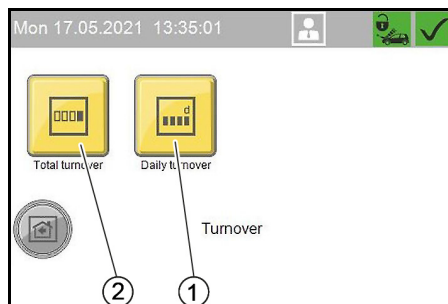 Mon 17.05.2021 13:35:01
d
Total turnover
Daily turnover
Turnover
2
1